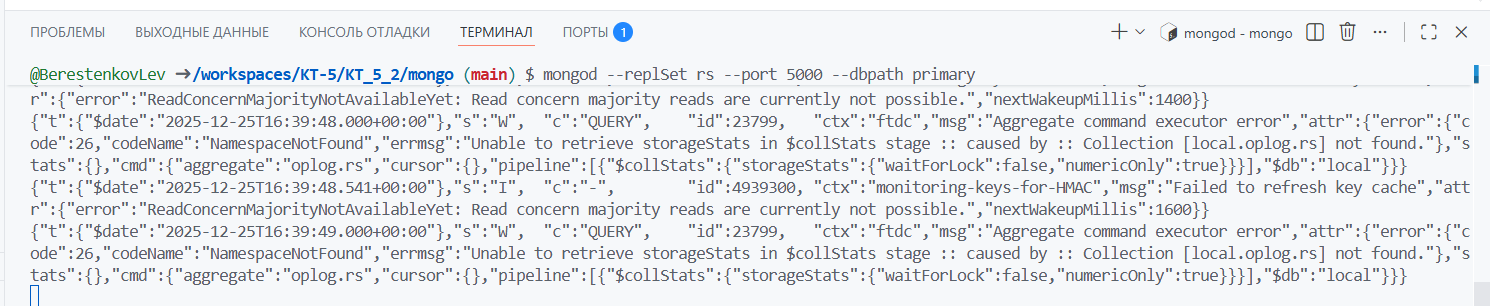 ПРОБЛЕМЫ ВЫХОДНЫЕ ДАННЫЕ КОНСОЛЬ ОТЛАДКИ ТЕРМИНАЛ ПОРТЫ 1 mongod - mongo
@BerestenkovLev ➜/workspaces/KT-5/KT_5_2/mongo (main) $ mongod --replSet rs --port 5000 --dbpath primary
r":{"error":"ReadConcernMajorityNotAvailableYet: Read concern majority reads are currently not possible.","nextWakeupMillis":1400}}
{"t":{"$date":"2025-12-25T16:39:48.000+00:00"},"s":"W",  "c":"QUERY",    "id":23799,   "ctx":"ftdc","msg":"Aggregate command executor error","attr":{"error":{"c
ode":26,"codeName":"NamespaceNotFound","errmsg":"Unable to retrieve storageStats in $collStats stage :: caused by :: Collection [local.oplog.rs] not found."},"s
tats":{},"cmd":{"aggregate":"oplog.rs","cursor":{},"pipeline":[{"$collStats":{"storageStats":{"waitForLock":false,"numericOnly":true}}}],"$db":"local"}}}
{"t":{"$date":"2025-12-25T16:39:48.541+00:00"},"s":"I",  "c":"-",        "id":4939300, "ctx":"monitoring-keys-for-HMAC","msg":"Failed to refresh key cache","att
r":{"error":"ReadConcernMajorityNotAvailableYet: Read concern majority reads are currently not possible.","nextWakeupMillis":1600}}
{"t":{"$date":"2025-12-25T16:39:49.000+00:00"},"s":"W",  "c":"QUERY",    "id":23799,   "ctx":"ftdc","msg":"Aggregate command executor error","attr":{"error":{"c
ode":26,"codeName":"NamespaceNotFound","errmsg":"Unable to retrieve storageStats in $collStats stage :: caused by :: Collection [local.oplog.rs] not found."},"s
tats":{},"cmd":{"aggregate":"oplog.rs","cursor":{},"pipeline":[{"$collStats":{"storageStats":{"waitForLock":false,"numericOnly":true}}}],"$db":"local"}}}